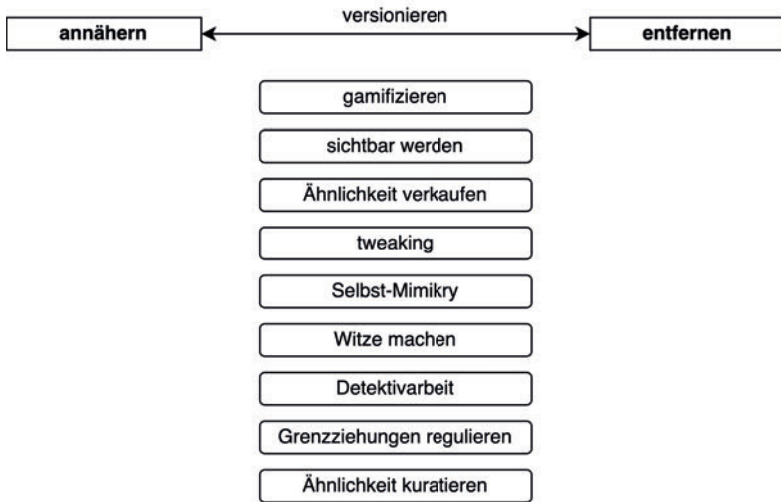 versionieren
annähern
entfernen
gamifizieren
sichtbar werden
Ähnlichkeit verkaufen
tweaking
Selbst-Mimikry
Witze machen
Detektivarbeit
Grenzziehungen regulieren
Ähnlichkeit kuratieren